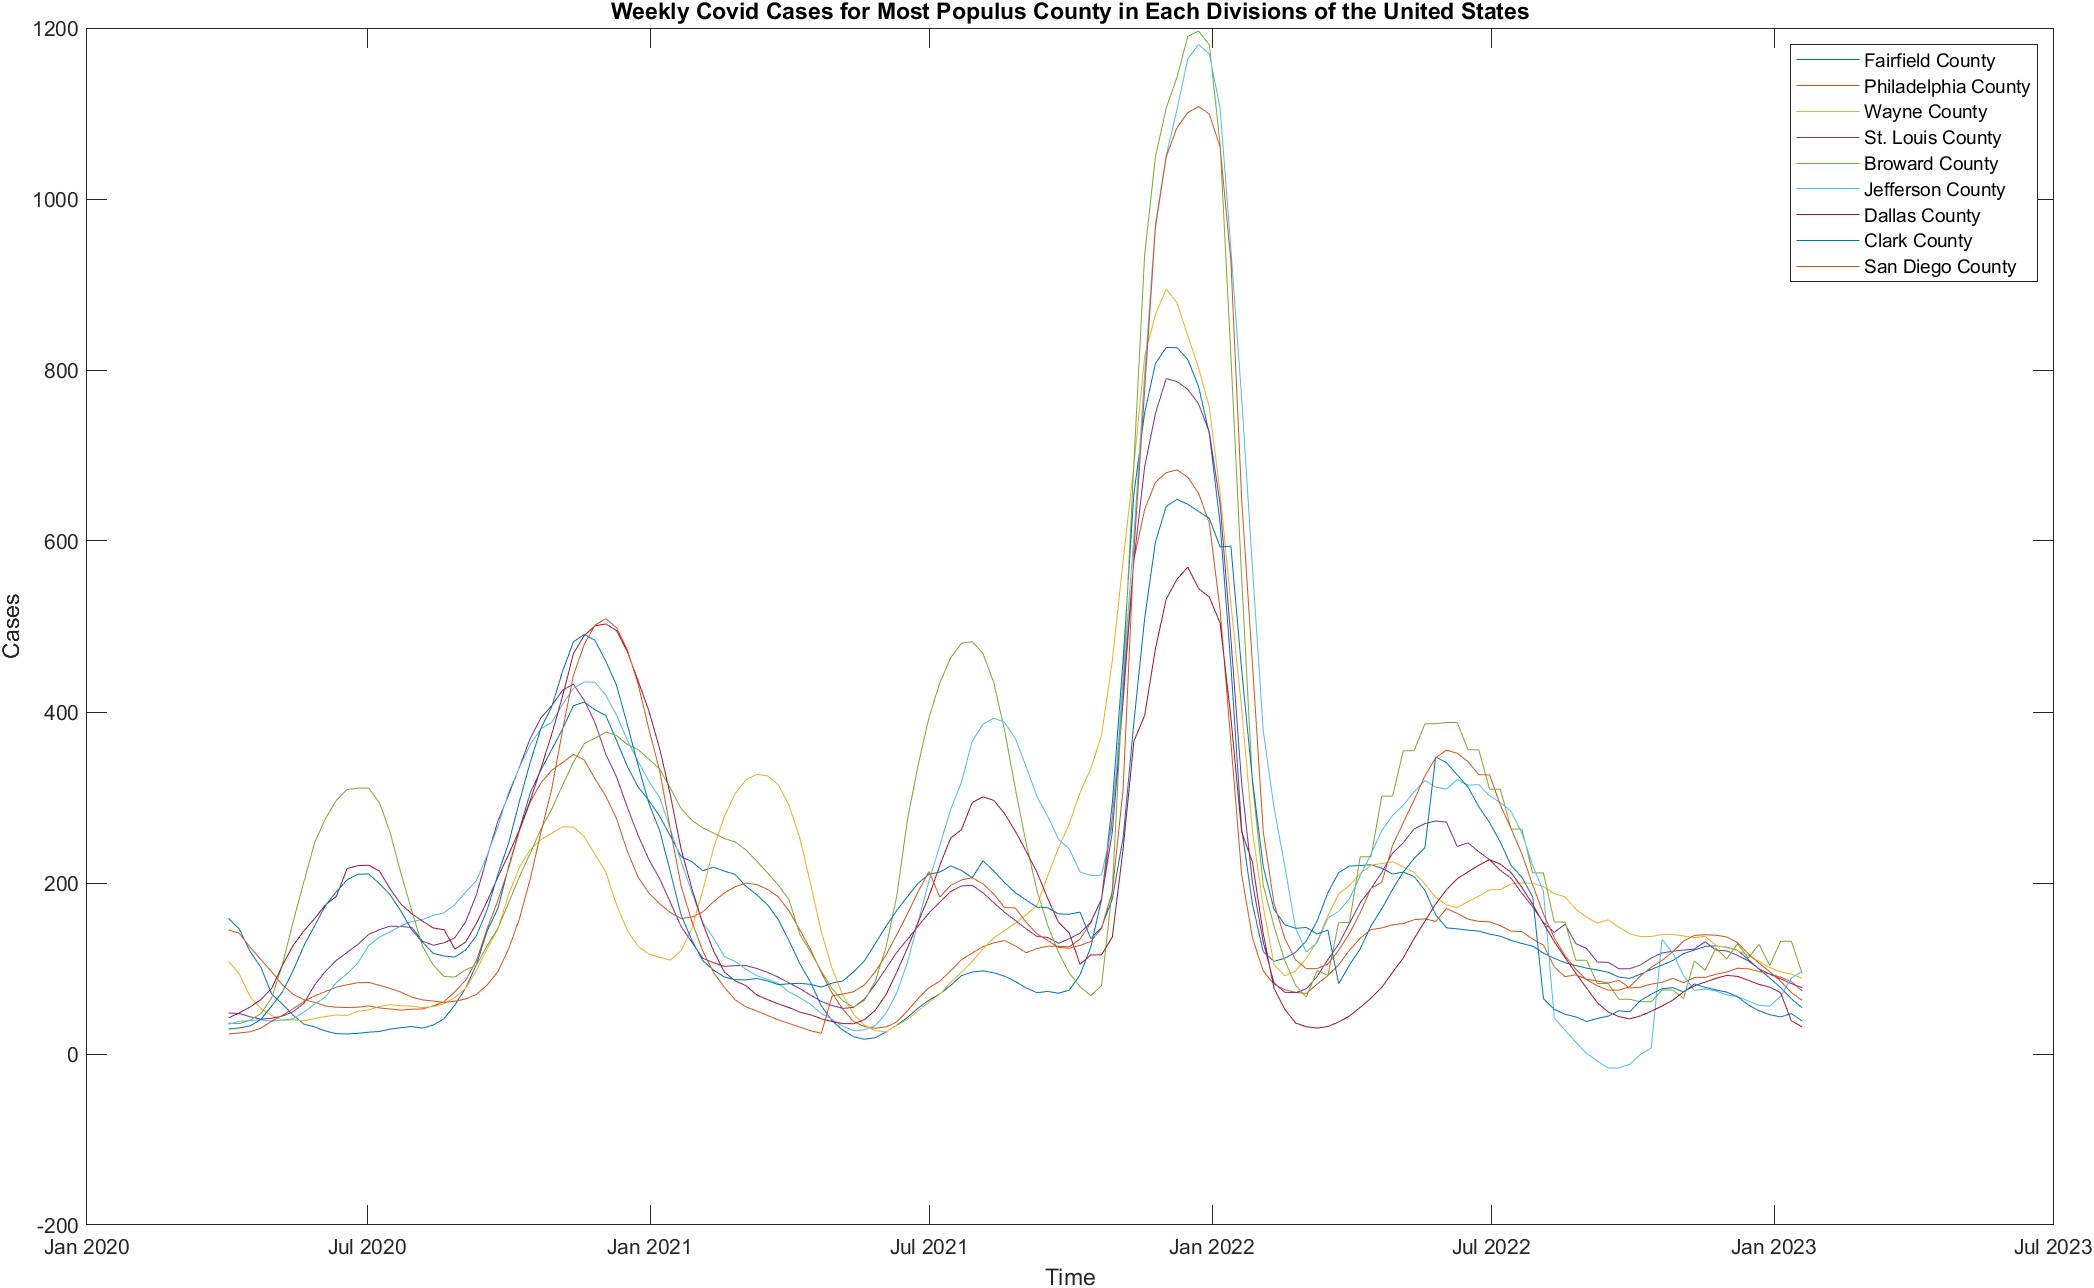 Weekly Covid Cases for Most Populus County in Each Divisions of the United States
1200
1000
800
600
400
200
0
-200
Cases
Jan 2020
Jul 2020
Jan 2021
Jul 2021
Jan 2022
Jul 2022
Jan 2023
Jul 2023
Time
Fairfield County
Philadelphia County
Wayne County
St. Louis County
Broward County
Jefferson County
Dallas County
Clark County
San Diego County